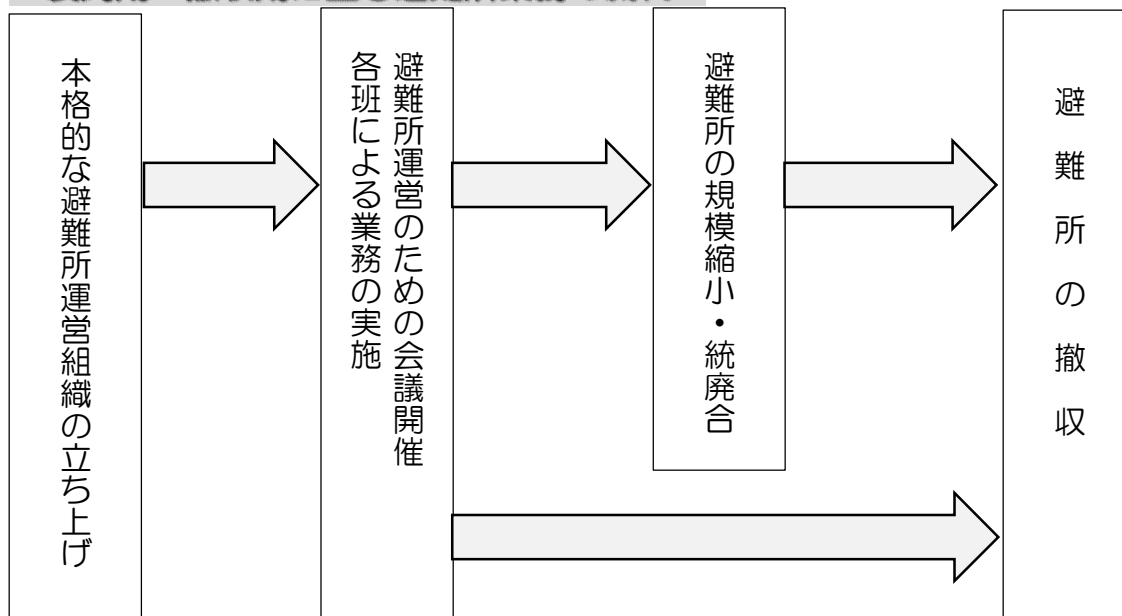 本格的な避難所運営組織の立ち上げ
避難所運営のための会議開催
各班による業務の実施
避難所の規模縮小・統廃合
避難所の撤収